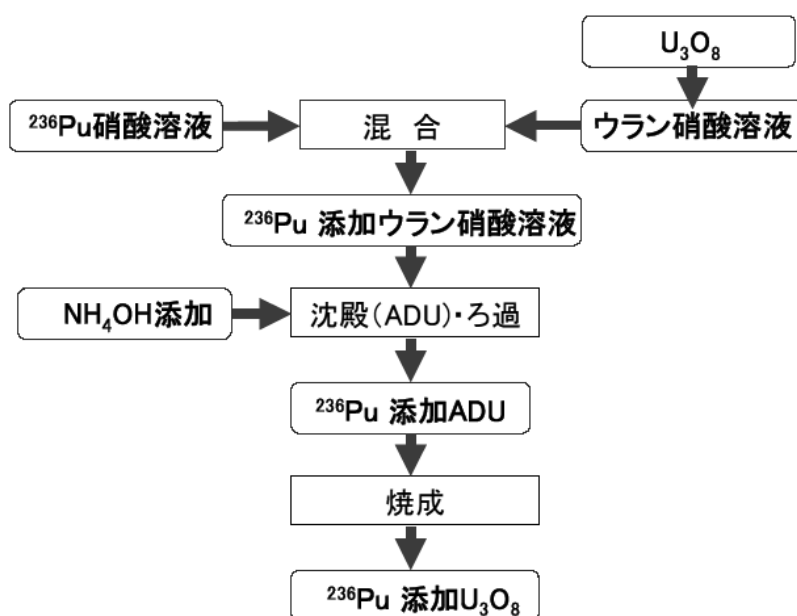 U₃O₈
²³⁶Pu硝酸溶液
混 合
ウラン硝酸溶液
²³⁶Pu 添加ウラン硝酸溶液
NH₄OH添加
沈殿(ADU)・ろ過
²³⁶Pu 添加ADU
焼成
²³⁶Pu 添加U₃O₈